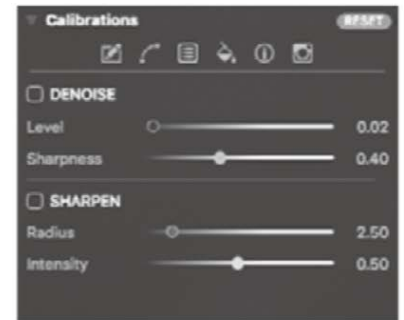 Calibrations RESET
DENOISE
Level 0.02
Sharpness 0.40
SHARPEN
Radius 2.50
Intensity 0.50